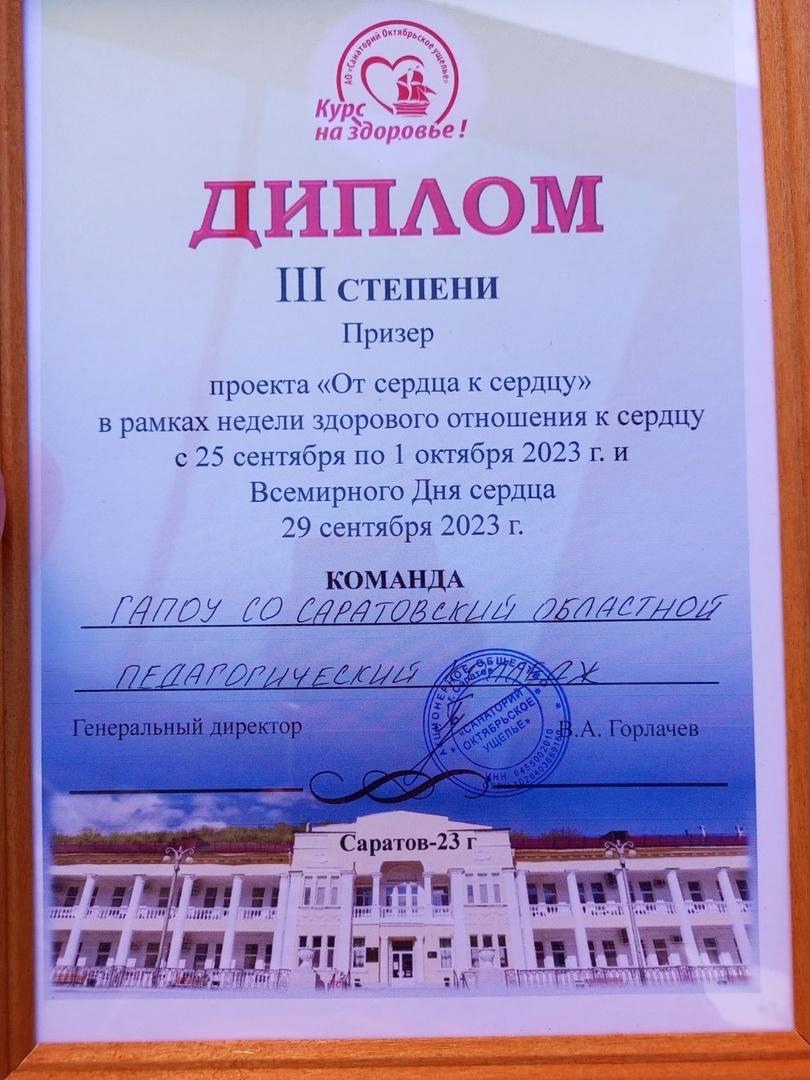 АО «Санаторий Октябрьское ущелье»
Курс
на здоровье!
ДИПЛОМ
III СТЕПЕНИ
Призер
проекта «От сердца к сердцу»
в рамках недели здорового отношения к сердцу
с 25 сентября по 1 октября 2023 г. и
Всемирного Дня сердца
29 сентября 2023 г.
КОМАНДА
ГАПОУ СО САРАТОВСКИЙ ОБЛАСТНОЙ
ПЕДАГОГИЧЕСКИЙ
Генеральный директор
В.А. Горлачев
г. Саратов
«САНАТОРИЙ
ОКТЯБРЬСКОЕ
УЩЕЛЬЕ»
Саратов-23 г